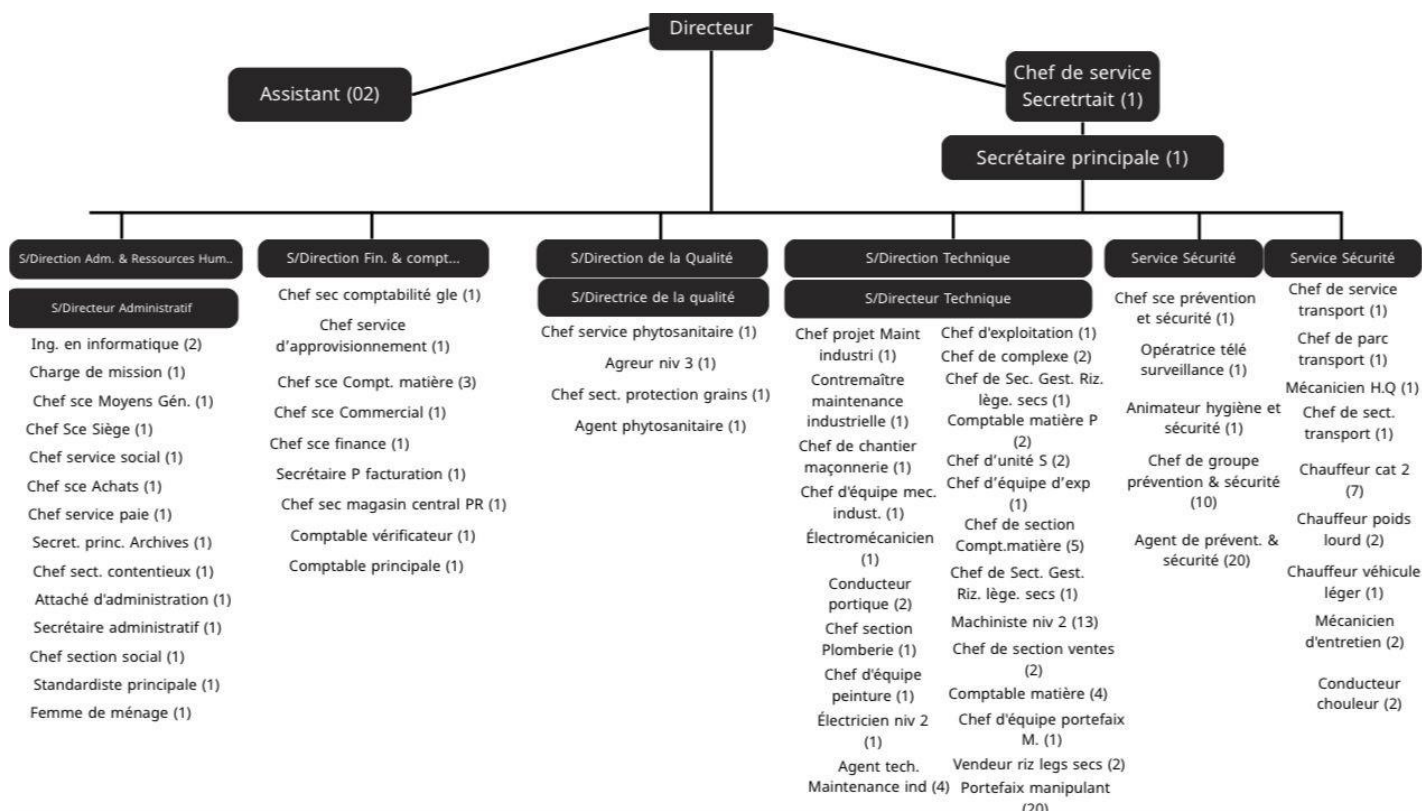 Directeur
Assistant (02)
Chef de service
Secretrtait (1)
Secrétaire principale (1)
S/Direction Adm. & Ressources Hum..
S/Directeur Administratif
Ing. en informatique (2)
Charge de mission (1)
Chef sce Moyens Gén. (1)
Chef Sce Siège (1)
Chef service social (1)
Chef sce Achats (1)
Chef service paie (1)
Secret. princ. Archives (1)
Chef sect. contentieux (1)
Attaché d'administration (1)
Secrétaire administratif (1)
Chef section social (1)
Standardiste principale (1)
Femme de ménage (1)
S/Direction Fin. & compt...
Chef sec comptabilité gle (1)
Chef service
d’approvisionnement (1)
Chef sce Compt. matière (3)
Chef sce Commercial (1)
Chef sce finance (1)
Secrétaire P facturation (1)
Chef sec magasin central PR (1)
Comptable vérificateur (1)
Comptable principale (1)
S/Direction de la Qualité
S/Directrice de la qualité
Chef service phytosanitaire (1)
Agreur niv 3 (1)
Chef sect. protection grains (1)
Agent phytosanitaire (1)
S/Direction Technique
S/Directeur Technique
Chef projet Maint
industri (1)
Contremaître
maintenance
industrielle (1)
Chef de chantier
maçonnerie (1)
Chef d'équipe mec.
indust. (1)
Électromécanicien
(1)
Conducteur
portique (2)
Chef section
Plomberie (1)
Chef d'équipe
peinture (1)
Électricien niv 2
(1)
Agent tech.
Maintenance ind (4)
Chef d'exploitation (1)
Chef de complexe (2)
Chef de Sec. Gest. Riz.
lège. secs (1)
Comptable matière P
(2)
Chef d’unité S (2)
Chef d’équipe d’exp
(1)
Chef de section
Compt.matière (5)
Chef de Sect. Gest.
Riz. lège. secs (1)
Machiniste niv 2 (13)
Chef de section ventes
(2)
Comptable matière (4)
Chef d'équipe portefaix
M. (1)
Vendeur riz legs secs (2)
Portefaix manipulant
(20)
Service Sécurité
Chef sce prévention
et sécurité (1)
Opératrice télé
surveillance (1)
Animateur hygiène et
sécurité (1)
Chef de groupe
prévention & sécurité
(10)
Agent de prévent. &
sécurité (20)
Service Sécurité
Chef de service
transport (1)
Chef de parc
transport (1)
Mécanicien H.Q (1)
Chef de sect.
transport (1)
Chauffeur cat 2
(7)
Chauffeur poids
lourd (2)
Chauffeur véhicule
léger (1)
Mécanicien
d'entretien (2)
Conducteur
chouleur (2)